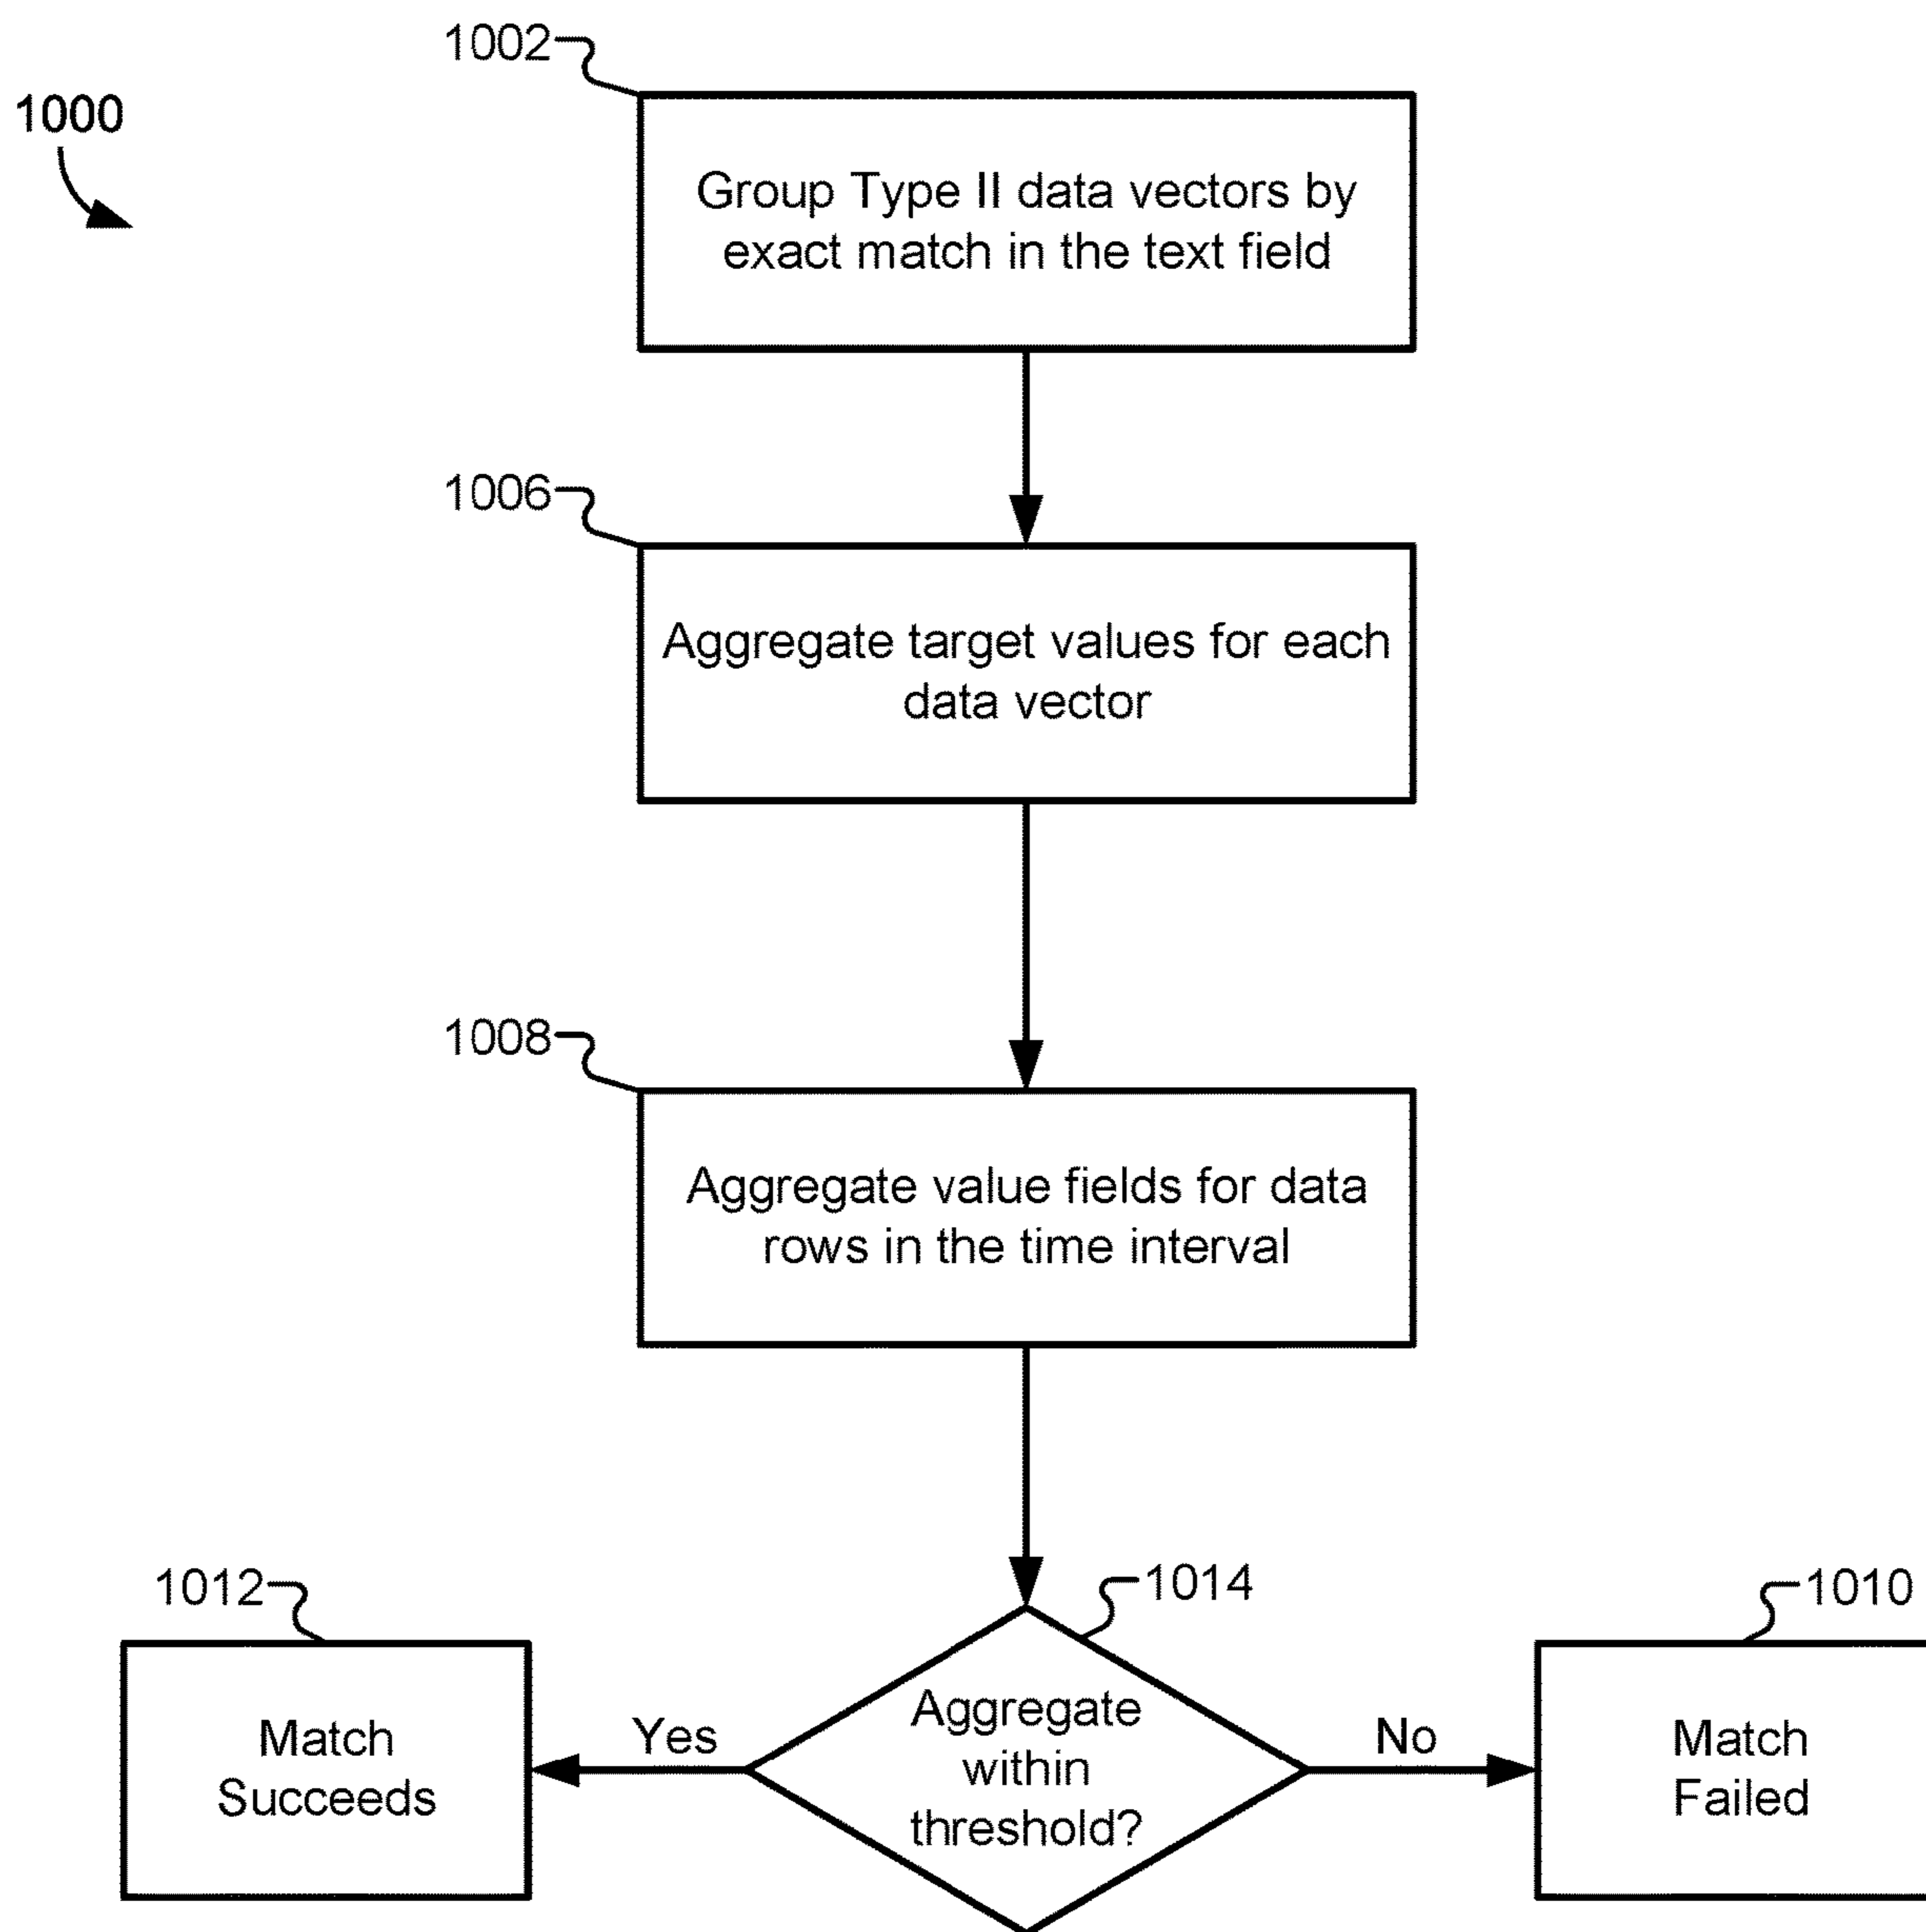 1002
1000
Group Type II data vectors by
exact match in the text field
1006
Aggregate target values for each
data vector
1008
Aggregate value fields for data
rows in the time interval
1012
1014
1010
Match
Succeeds
Yes
Aggregate
within
threshold?
No
Match
Failed